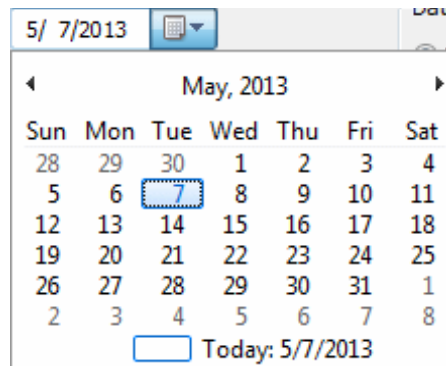 5/ 7/2013
May, 2013
Sun Mon Tue Wed Thu Fri Sat
28 29 30 1 2 3 4
5 6 7 8 9 10 11
12 13 14 15 16 17 18
19 20 21 22 23 24 25
26 27 28 29 30 31 1
2 3 4 5 6 7 8
Today: 5/7/2013